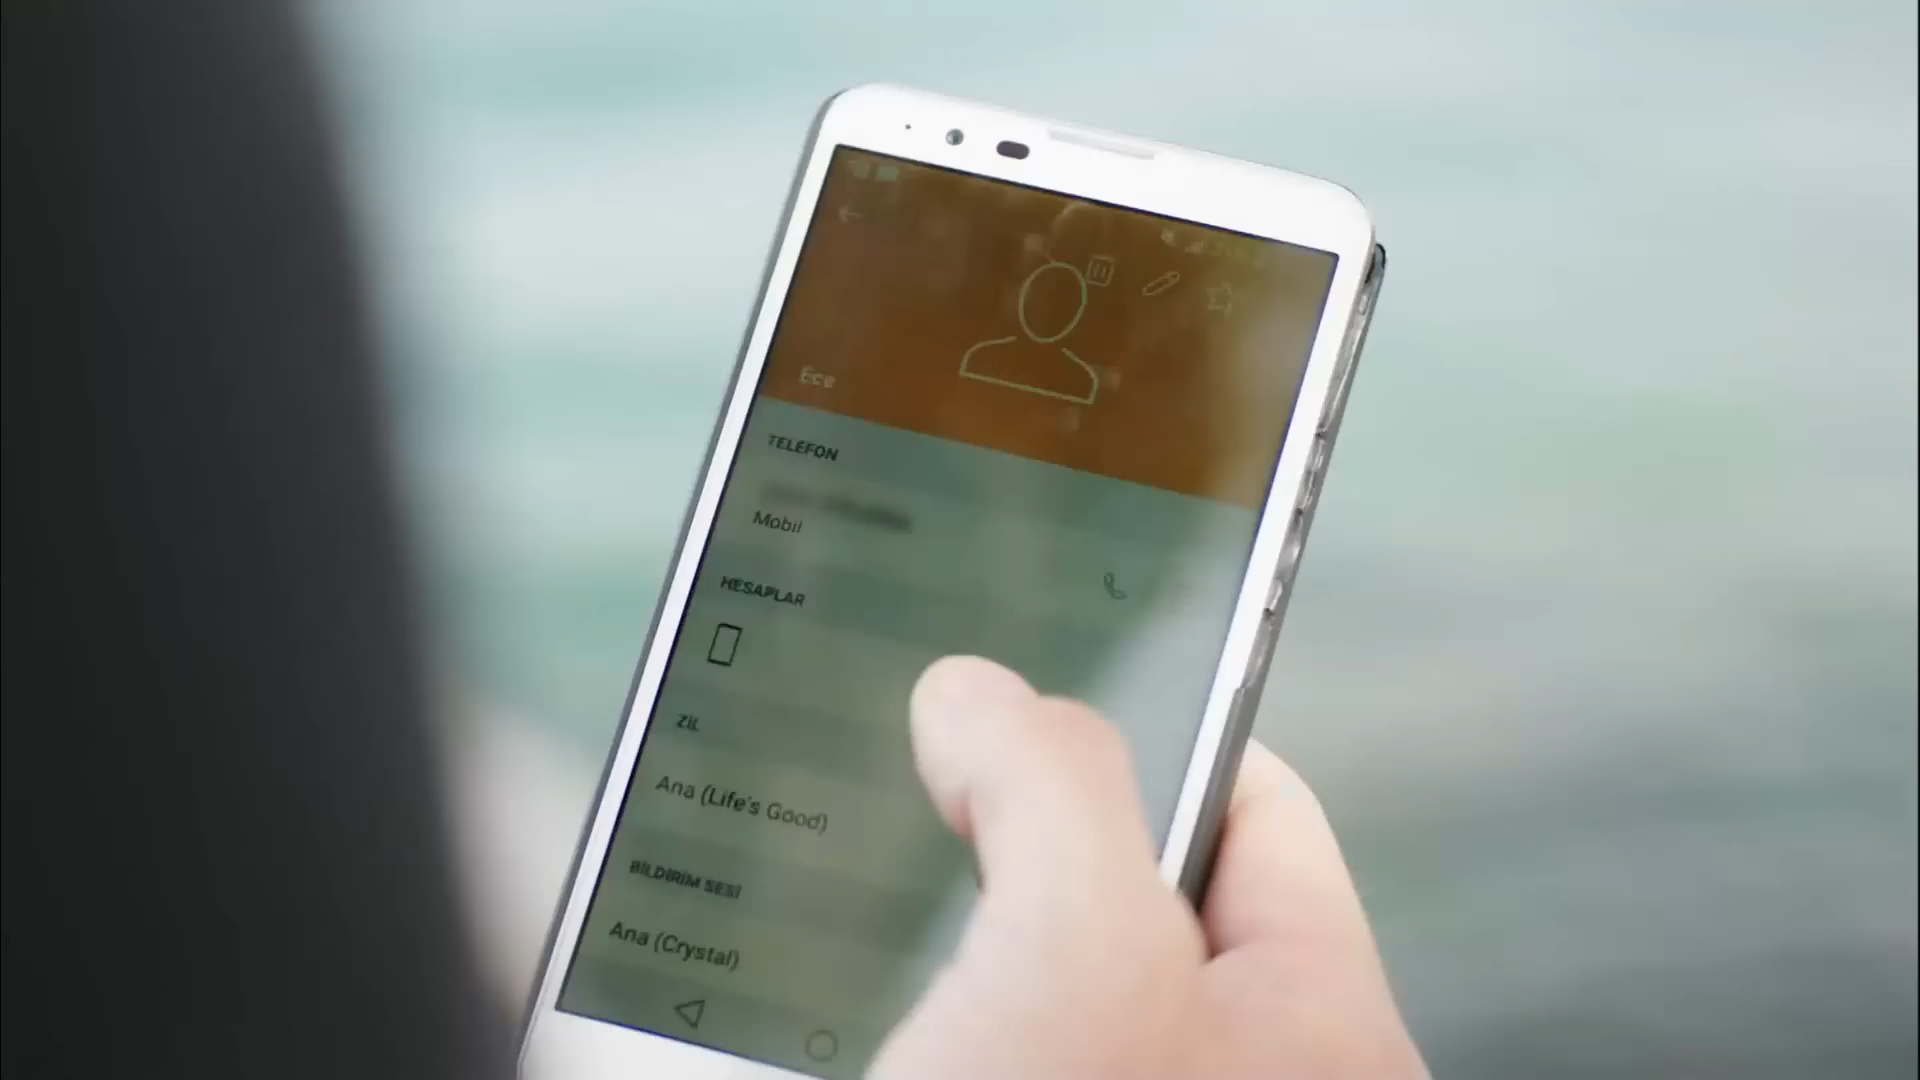 Ece
TELEFON
Mobil
HESAPLAR
ZİL
Ana (Life's Good)
BİLDİRİM SESİ
Ana (Crystal)